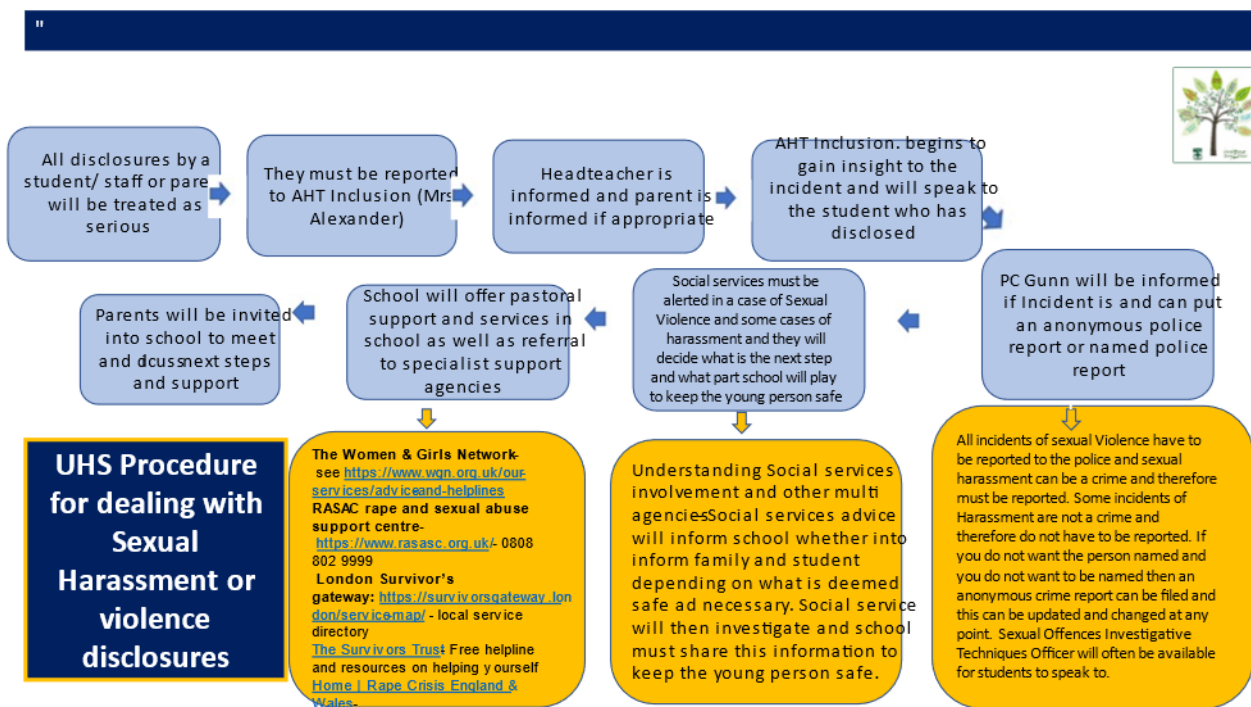 "
All disclosures by a
student/ staff or pare
will be treated as
serious
They must be reported
to AHT Inclusion (Mrs
Alexander)
Headteacher is
informed and parent is
informed if appropriate
AHT Inclusion. begins to
gain insight to the
incident and will speak to
the student who has
disclosed
PC Gunn will be informed
if Incident is and can put
an anonymous police
report or named police
report
Social services must be
alerted in a case of Sexual
Violence and some cases of
harassment and they will
decide what is the next step
and what part school will play
to keep the young person safe
School will offer pastoral
support and services in
school as well as referral
to specialist support
agencies
Parents will be invited
into school to meet
and dcussnext steps
and support
UHS Procedure
for dealing with
Sexual
Harassment or
violence
disclosures
The Women & Girls Network-
see https://www.wgn.org.uk/our-
services/adviceand-helplines
RASAC rape and sexual abuse
support centre-
https://www.rasasc.org.uk/- 0808
802 9999
London Survivor's
gateway: https://survivorsgateway.lon
don/service-map/ - local service
directory
The Survivors Trust- Free helpline
and resources on helping yourself
Home | Rape Crisis England &
Wales-
Understanding Social services
involvement and other multi
agencies-Social services advice
will inform school whether into
inform family and student
depending on what is deemed
safe ad necessary. Social service
will then investigate and school
must share this information to
keep the young person safe.
All incidents of sexual Violence have to
be reported to the police and sexual
harassment can be a crime and therefore
must be reported. Some incidents of
Harassment are not a crime and
therefore do not have to be reported. If
you do not want the person named and
you do not want to be named then an
anonymous crime report can be filed and
this can be updated and changed at any
point. Sexual Offences Investigative
Techniques Officer will often be available
for students to speak to.